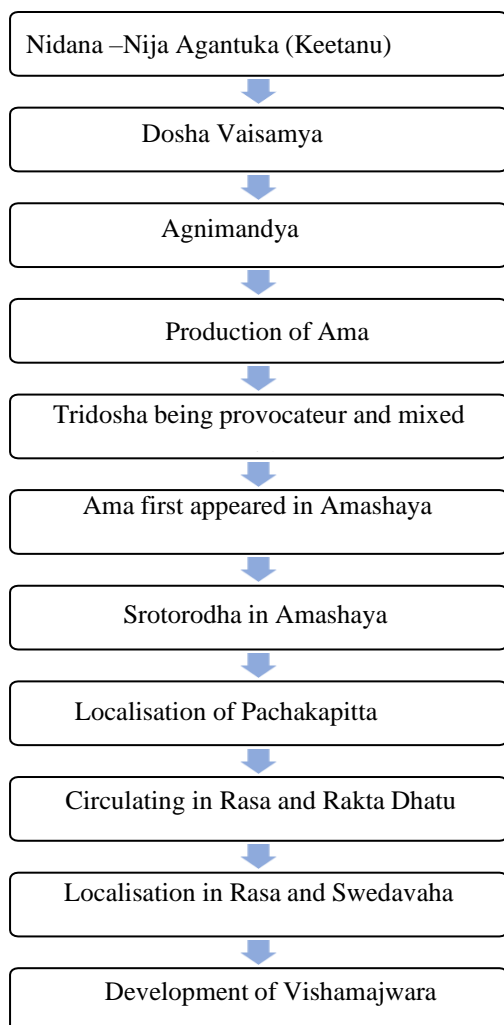 Nidana –Nija Agantuka (Keetanu)
Dosha Vaisamya
Agnimandya
Production of Ama
Tridosha being provocateur and mixed
Ama first appeared in Amashaya
Srotorodha in Amashaya
Localisation of Pachakapitta
Circulating in Rasa and Rakta Dhatu
Localisation in Rasa and Swedavaha
Development of Vishamajwara